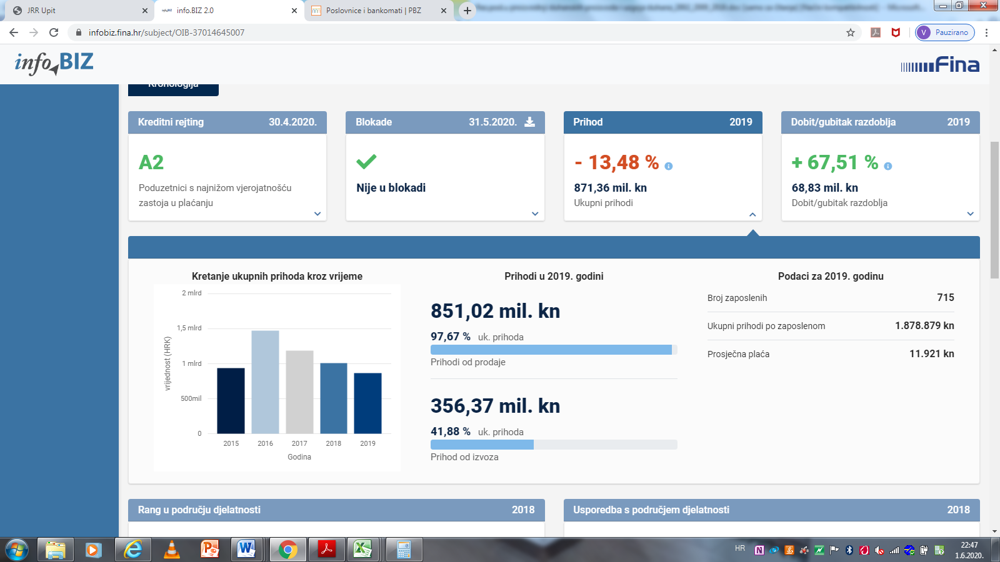 JRR Upit
info.BIZ 2.0
Poslovnice i bankomati | PBZ
infobiz.fina.hr/subject/OIB-37014645007
V Pauzirano
info.BIZ
Fina
Kronologija
Kreditni rejting 30.4.2020.
A2
Poduzetnici s najnižom vjerojatnošću
zastoja u plaćanju
Blokade 31.5.2020.
Nije u blokadi
Prihod 2019
- 13,48 %
871,36 mil. kn
Ukupni prihodi
Dobit/gubitak razdoblja 2019
+ 67,51 %
68,83 mil. kn
Dobit/gubitak razdoblja
Kretanje ukupnih prihoda kroz vrijeme
2 mlrd
1,5 mlrd
1 mlrd
500mil
0
vrijednost (HRK)
2015 2016 2017 2018 2019
Godina
Prihodi u 2019. godini
851,02 mil. kn
97,67 % uk. prihoda
Prihodi od prodaje
356,37 mil. kn
41,88 % uk. prihoda
Prihod od izvoza
Podaci za 2019. godinu
Broj zaposlenih 715
Ukupni prihodi po zaposlenom 1.878.879 kn
Prosječna plaća 11.921 kn
Rang u području djelatnosti 2018
Usporedba s područjem djelatnosti 2018
HR
22:47
1.6.2020.